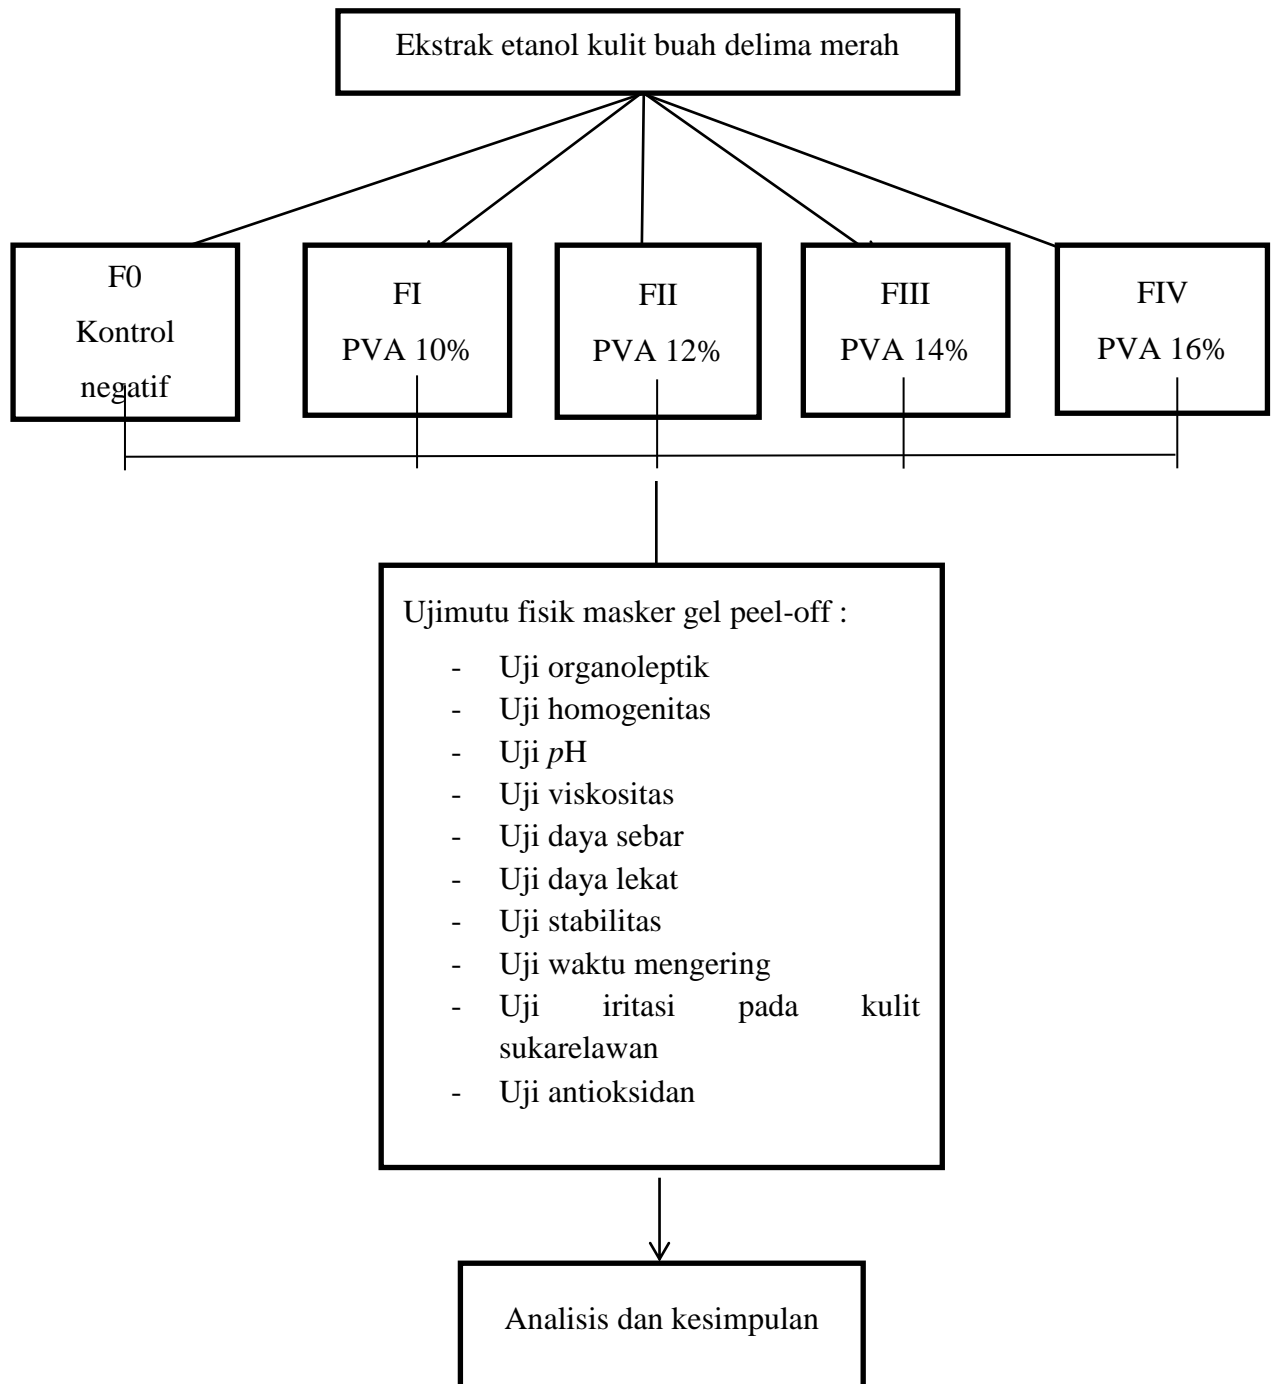 Ekstrak etanol kulit buah delima merah
F0
Kontrol
negatif
FI
PVA 10%
FII
PVA 12%
FIII
PVA 14%
FIV
PVA 16%
Ujimutu fisik masker gel peel-off :
- Uji organoleptik
- Uji homogenitas
- Uji pH
- Uji viskositas
- Uji daya sebar
- Uji daya lekat
- Uji stabilitas
- Uji waktu mengering
- Uji iritasi pada kulit
sukarelawan
- Uji antioksidan
Analisis dan kesimpulan